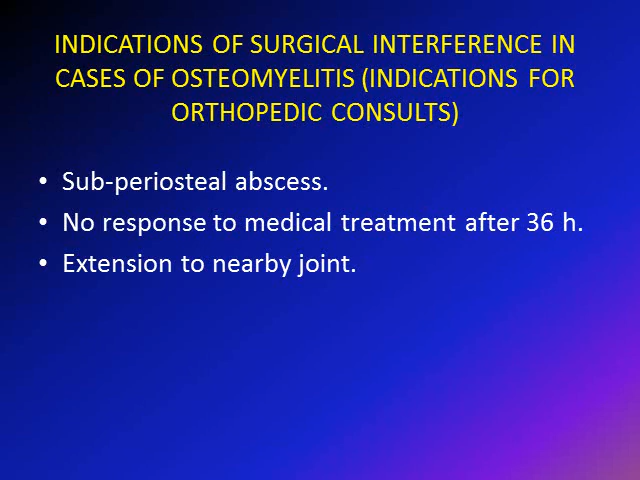 INDICATIONS OF SURGICAL INTERFERENCE IN
CASES OF OSTEOMYELITIS (INDICATIONS FOR
ORTHOPEDIC CONSULTS)
• Sub-periosteal abscess.
• No response to medical treatment after 36 h.
• Extension to nearby joint.